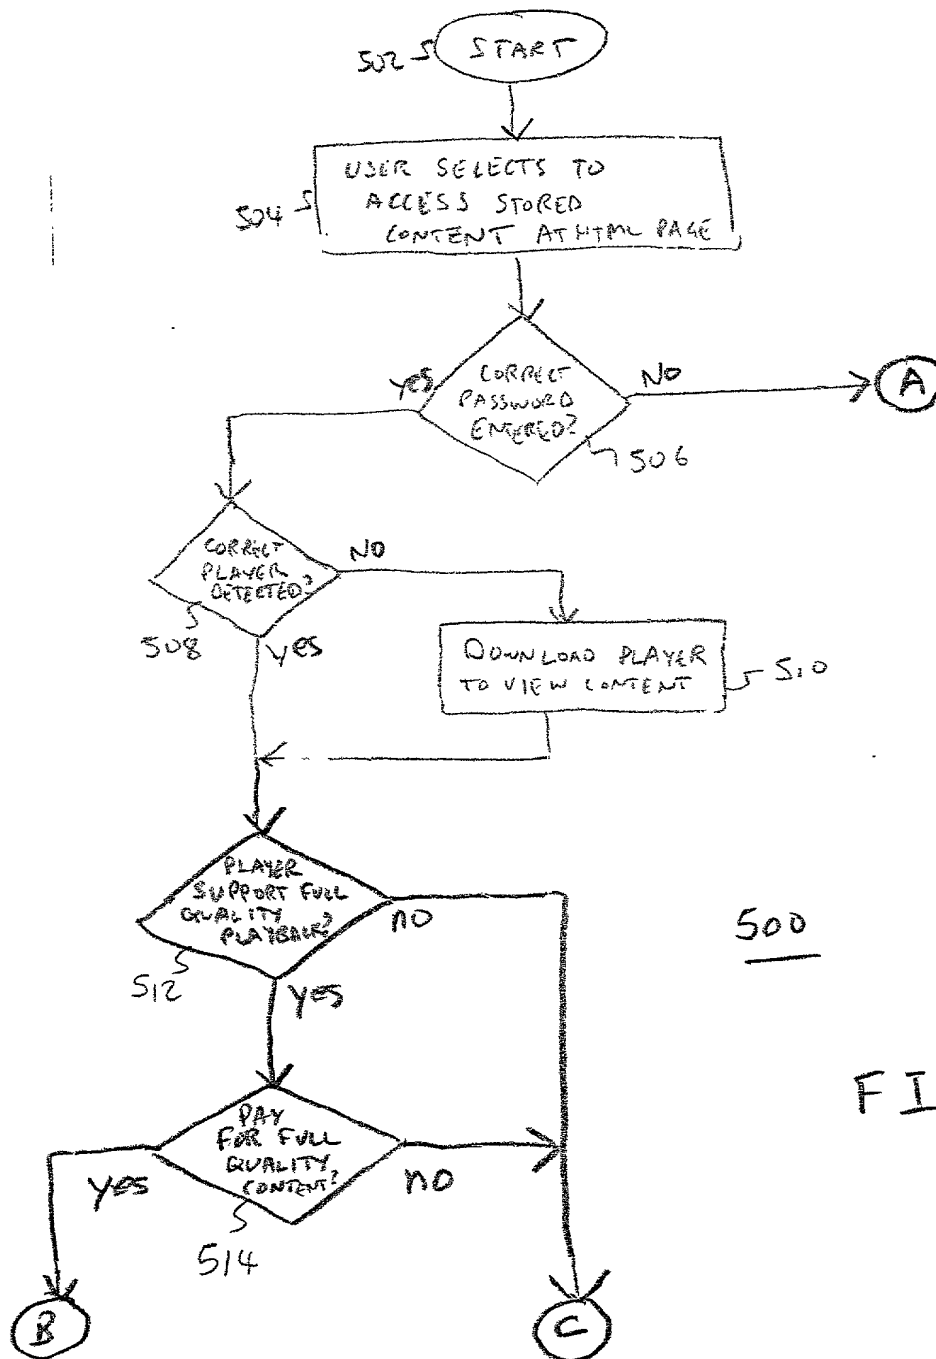 502
START
504
USER SELECTS TO
ACCESS STORED
CONTENT AT HTML PAGE
YES
CORRECT
PASSWORD
ENTERED?
NO
A
506
CORRECT
PLAYER
DETECTED?
NO
508
YES
DOWNLOAD PLAYER
TO VIEW CONTENT
510
PLAYER
SUPPORT FULL
QUALITY
PLAYBACK?
no
512
YES
500
FI
PAY
FOR FULL
QUALITY
CONTENT?
yes
no
514
B
C